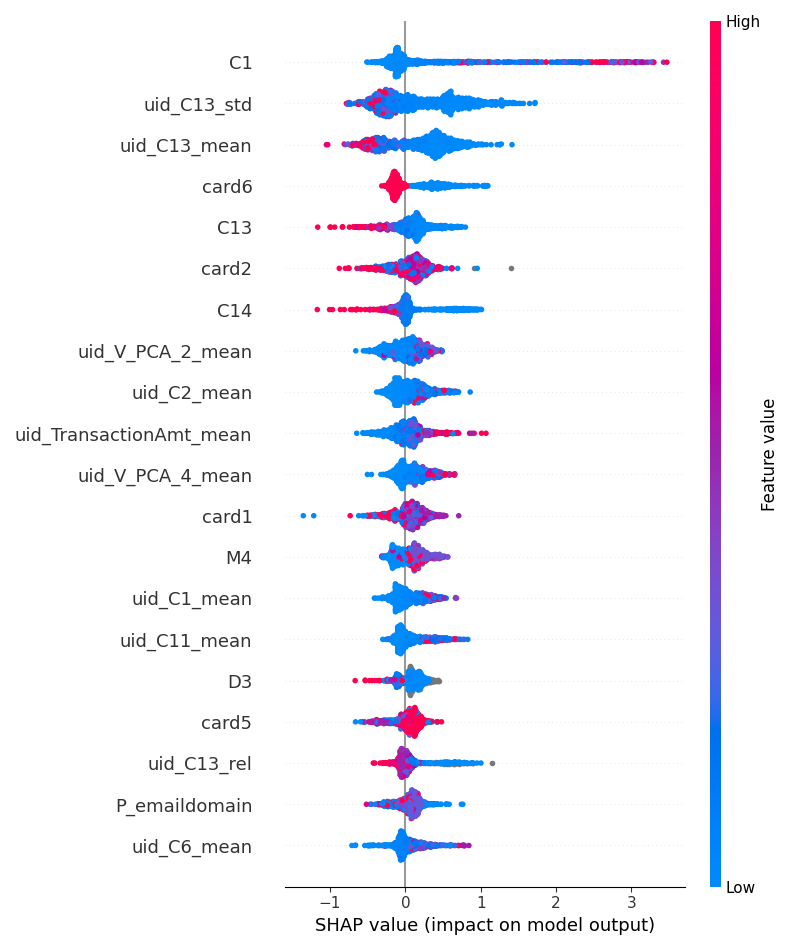 High
C1
uid_C13_std
uid_C13_mean
card6
C13
card2
C14
uid_V_PCA_2_mean
uid_C2_mean
uid_TransactionAmt_mean
uid_V_PCA_4_mean
card1
M4
uid_C1_mean
uid_C11_mean
D3
card5
uid_C13_rel
P_emaildomain
uid_C6_mean
Feature value
Low
−1 0 1 2 3
SHAP value (impact on model output)